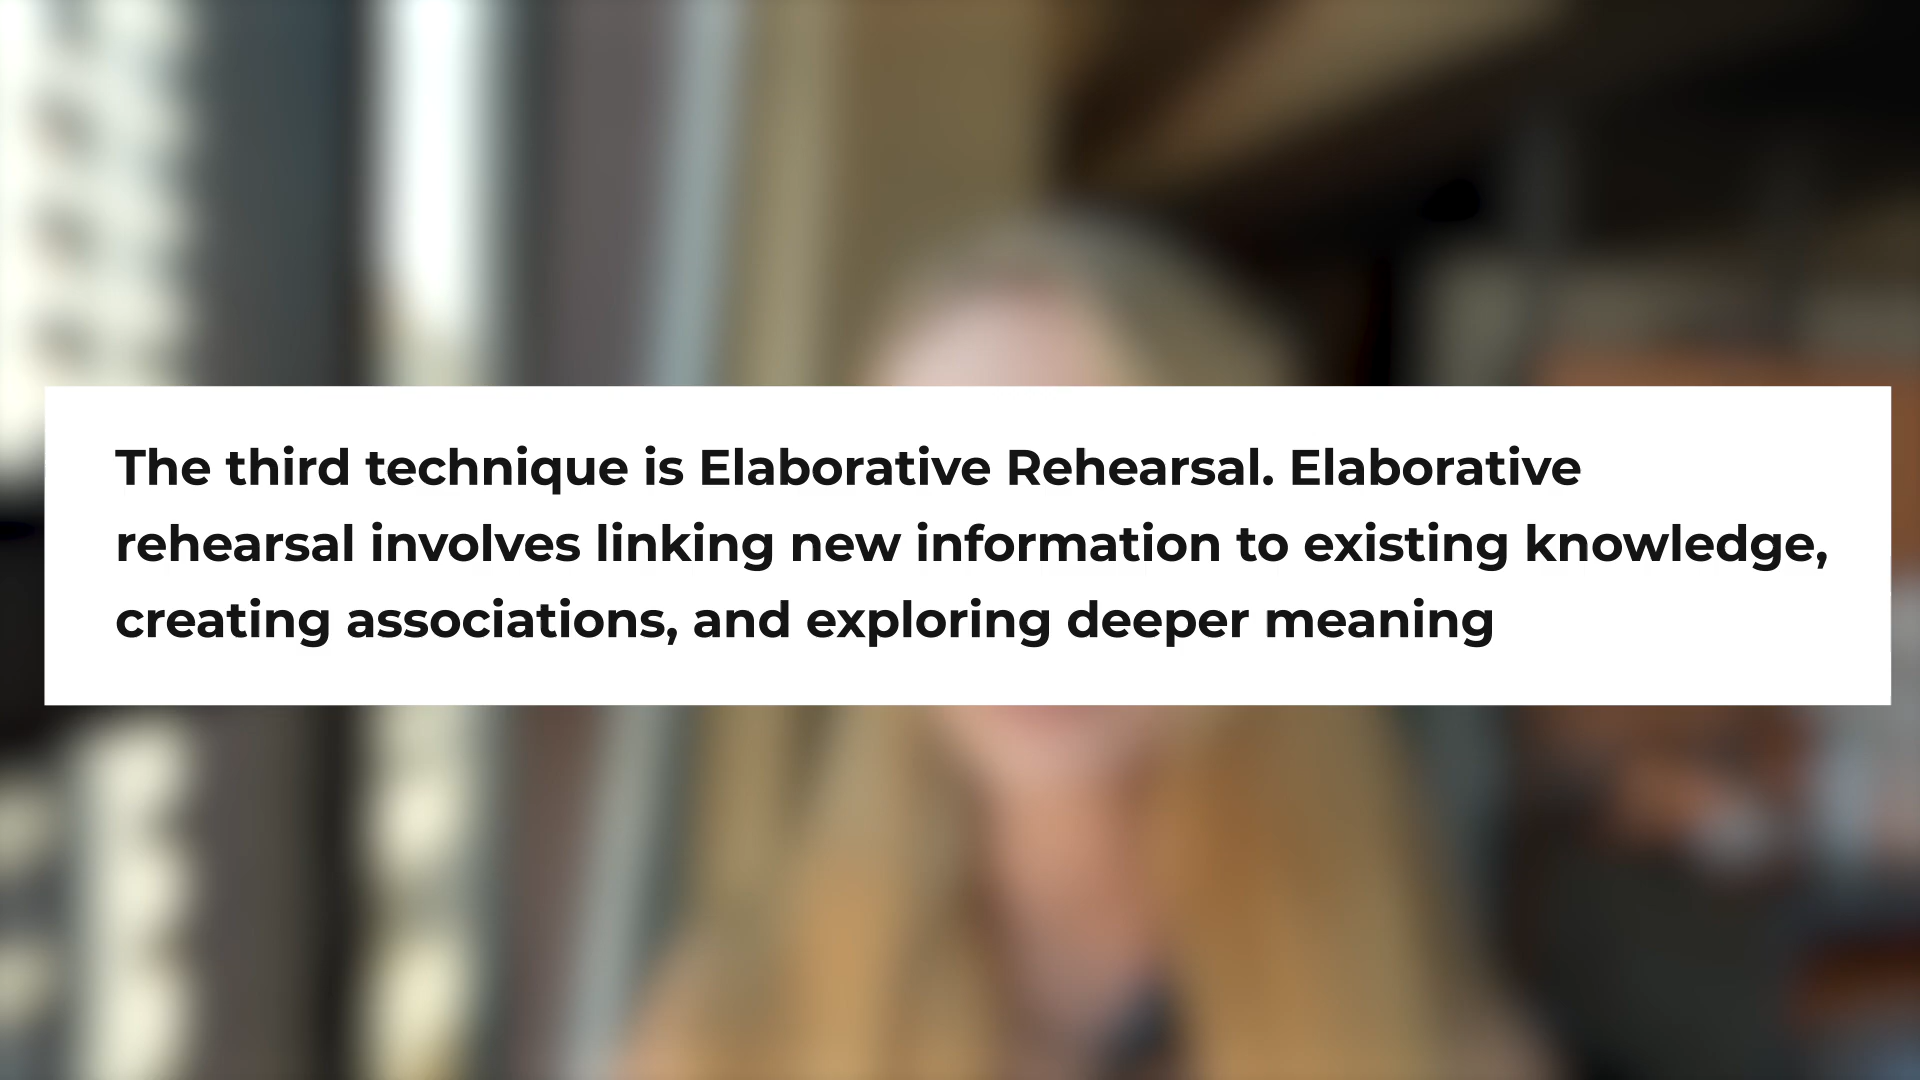 The third technique is Elaborative Rehearsal. Elaborative
rehearsal involves linking new information to existing knowledge,
creating associations, and exploring deeper meaning